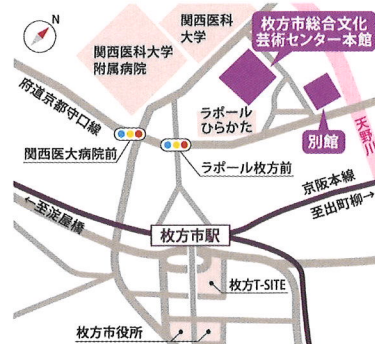 N
関西医科
大学
枚方市総合文化
芸術センター本館
関西医科大学
附属病院
府道京都守口線
ラポール
ひらかた
別館
天野川
関西医大病院前
ラポール枚方前
京阪本線
至出町柳→
←至淀屋橋
枚方市駅
枚方T-SITE
枚方市役所